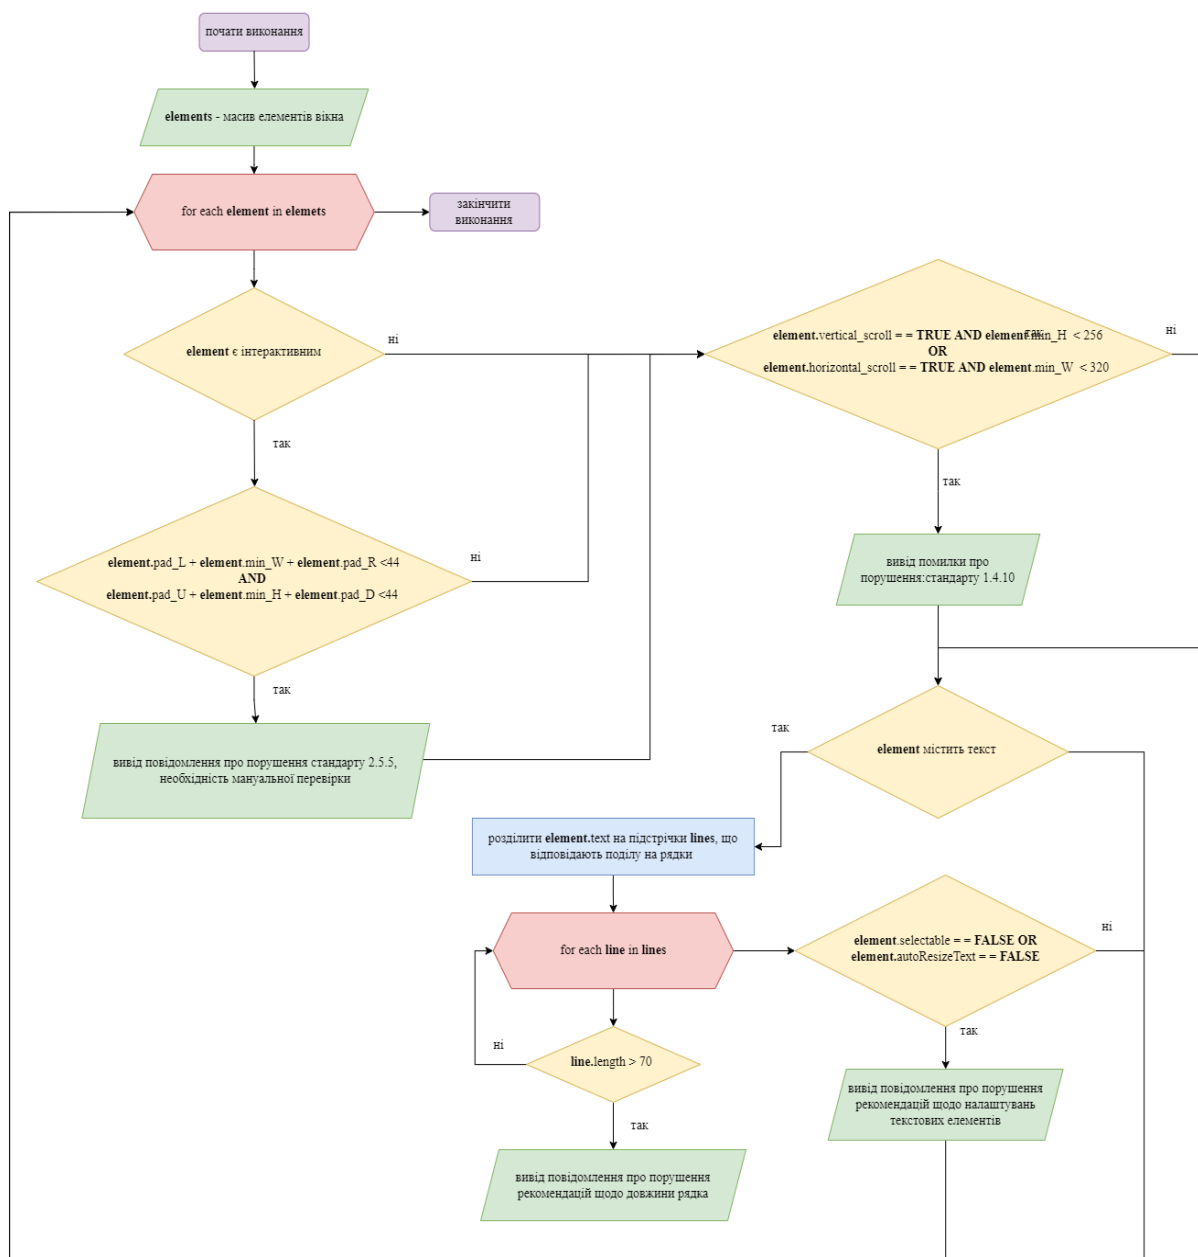 почати виконання
elements - масив елементів вікна
for each element in elemets
закінчити
виконання
element є інтерактивним
ні
так
element.pad_L + element.min_W + element.pad_R <44
AND
element.pad_U + element.min_H + element.pad_D <44
ні
так
вивід повідомлення про порушення стандарту 2.5.5,
необхідність мануальної перевірки
element.vertical_scroll = = TRUE AND element.min_H < 256
так
OR
element.horizontal_scroll = = TRUE AND element.min_W < 320
ні
так
вивід помилки про
порушення:стандарту 1.4.10
element містить текст
так
розділити element.text на підстрічки lines, що
відповідають поділу на рядки
for each line in lines
line.length > 70
ні
так
вивід повідомлення про порушення
рекомендацій щодо довжини рядка
element.selectable = = FALSE OR
element.autoResizeText = = FALSE
ні
так
вивід повідомлення про порушення
рекомендацій щодо налаштувань
текстових елементів